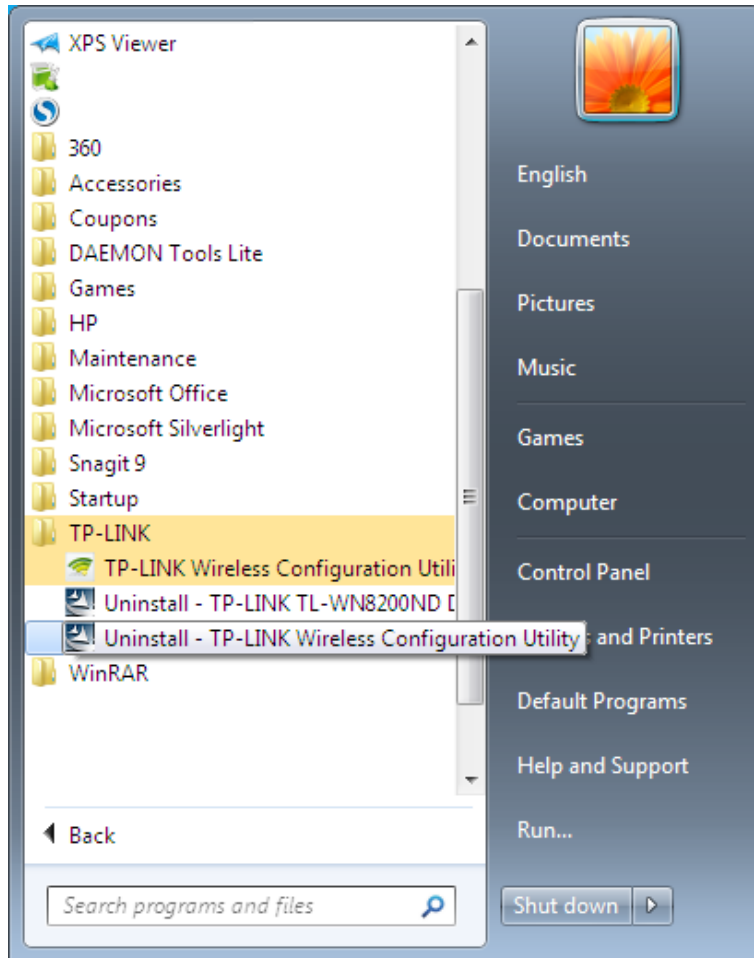 XPS Viewer
360
Accessories
Coupons
DAEMON Tools Lite
Games
HP
Maintenance
Microsoft Office
Microsoft Silverlight
Snagit 9
Startup
TP-LINK
TP-LINK Wireless Configuration Utili
Uninstall - TP-LINK TL-WN8200ND
Uninstall - TP-LINK Wireless Configuration Utility
WinRAR
Back
Search programs and files
English
Documents
Pictures
Music
Games
Computer
Control Panel
and Printers
Default Programs
Help and Support
Run...
Shut down